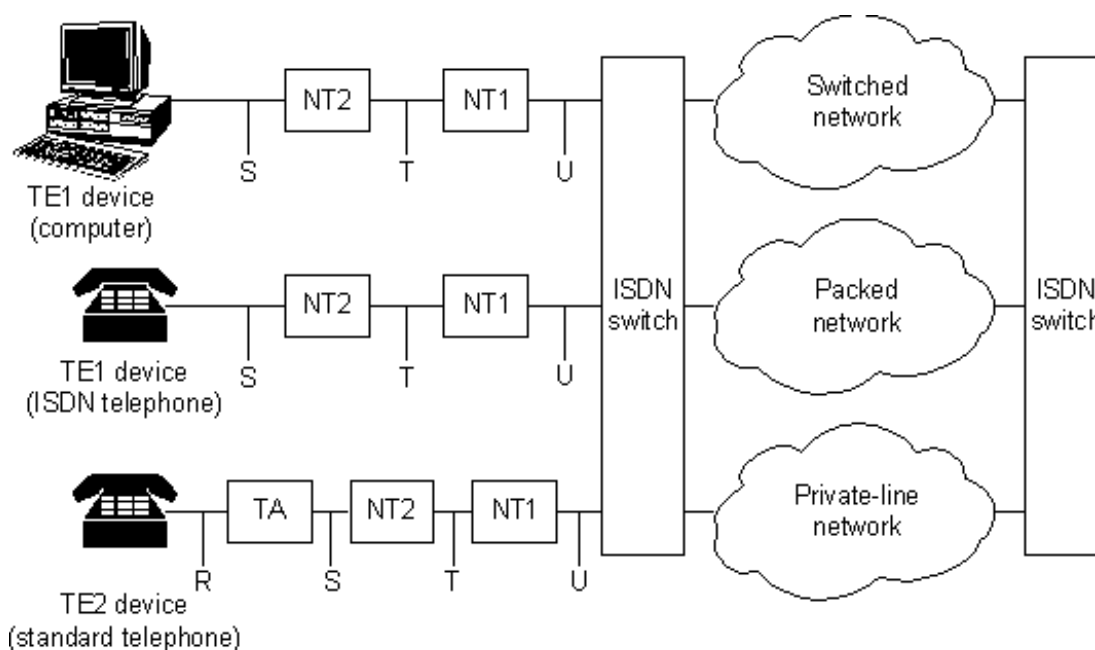 NT2
NT1
Switched
network
S
T
U
TE1 device
(computer)
NT2
NT1
ISDN
switch
Packed
network
ISDN
switch
S
T
U
TE1 device
(ISDN telephone)
TA
NT2
NT1
Private-line
network
R
S
T
U
TE2 device
(standard telephone)